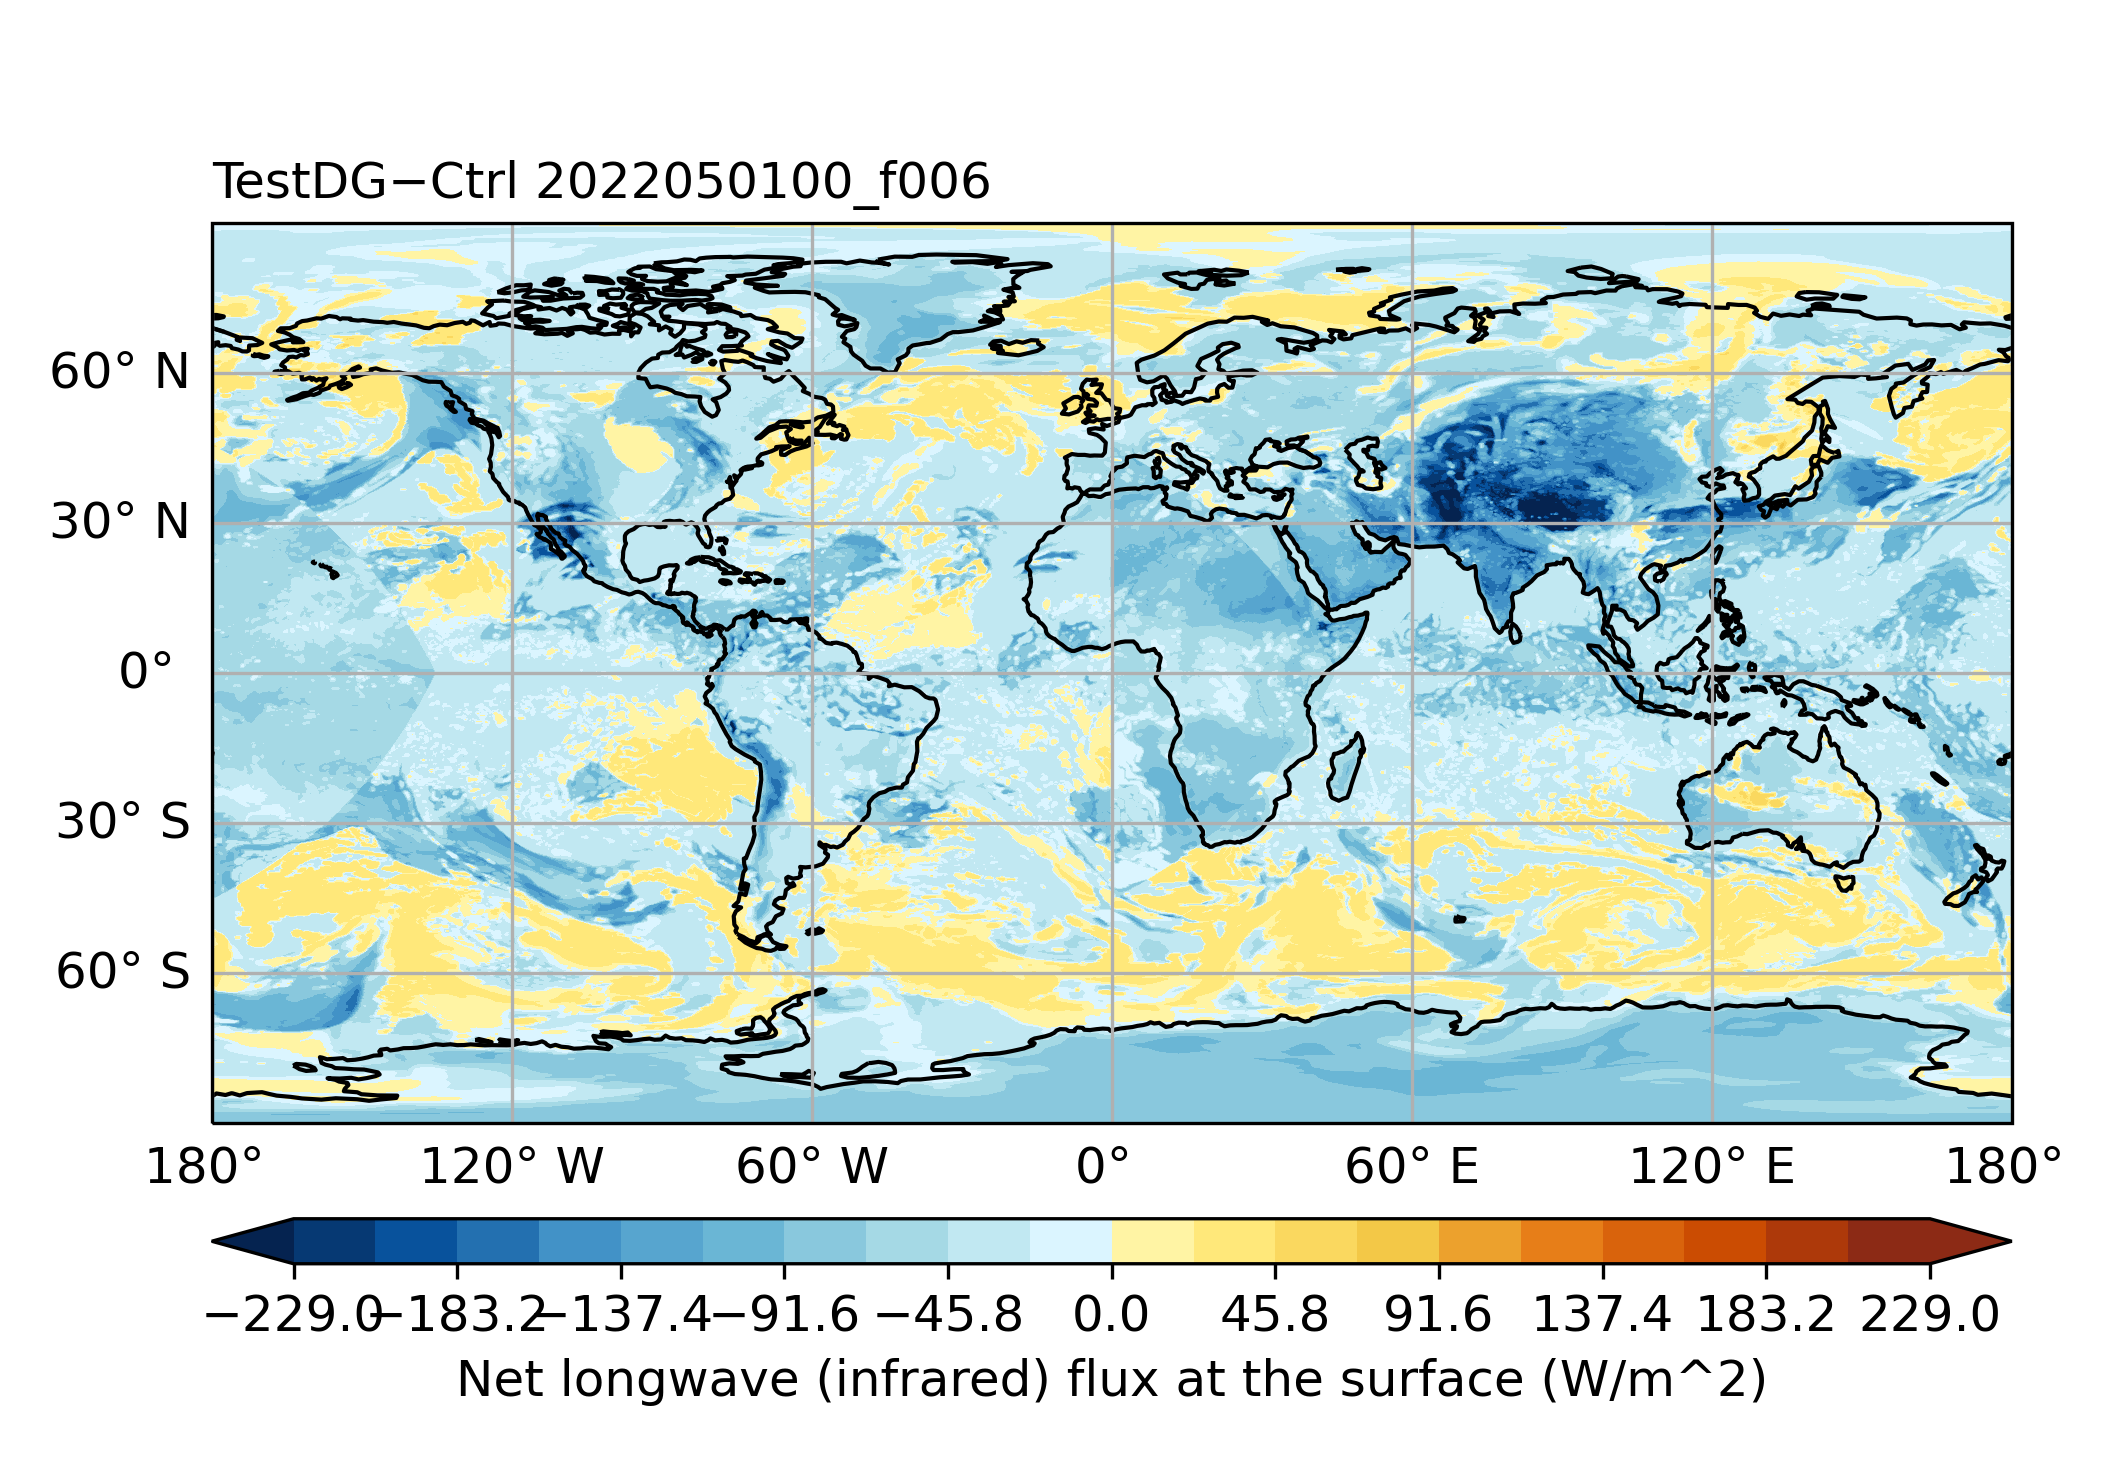 TestDG−Ctrl 2022050100_f006
60° N
30° N
0°
30° S
60° S
180° 120° W 60° W 0° 60° E 120° E 180°
−229.0 −183.2 −137.4 −91.6 −45.8 0.0 45.8 91.6 137.4 183.2 229.0
Net longwave (infrared) flux at the surface (W/m^2)